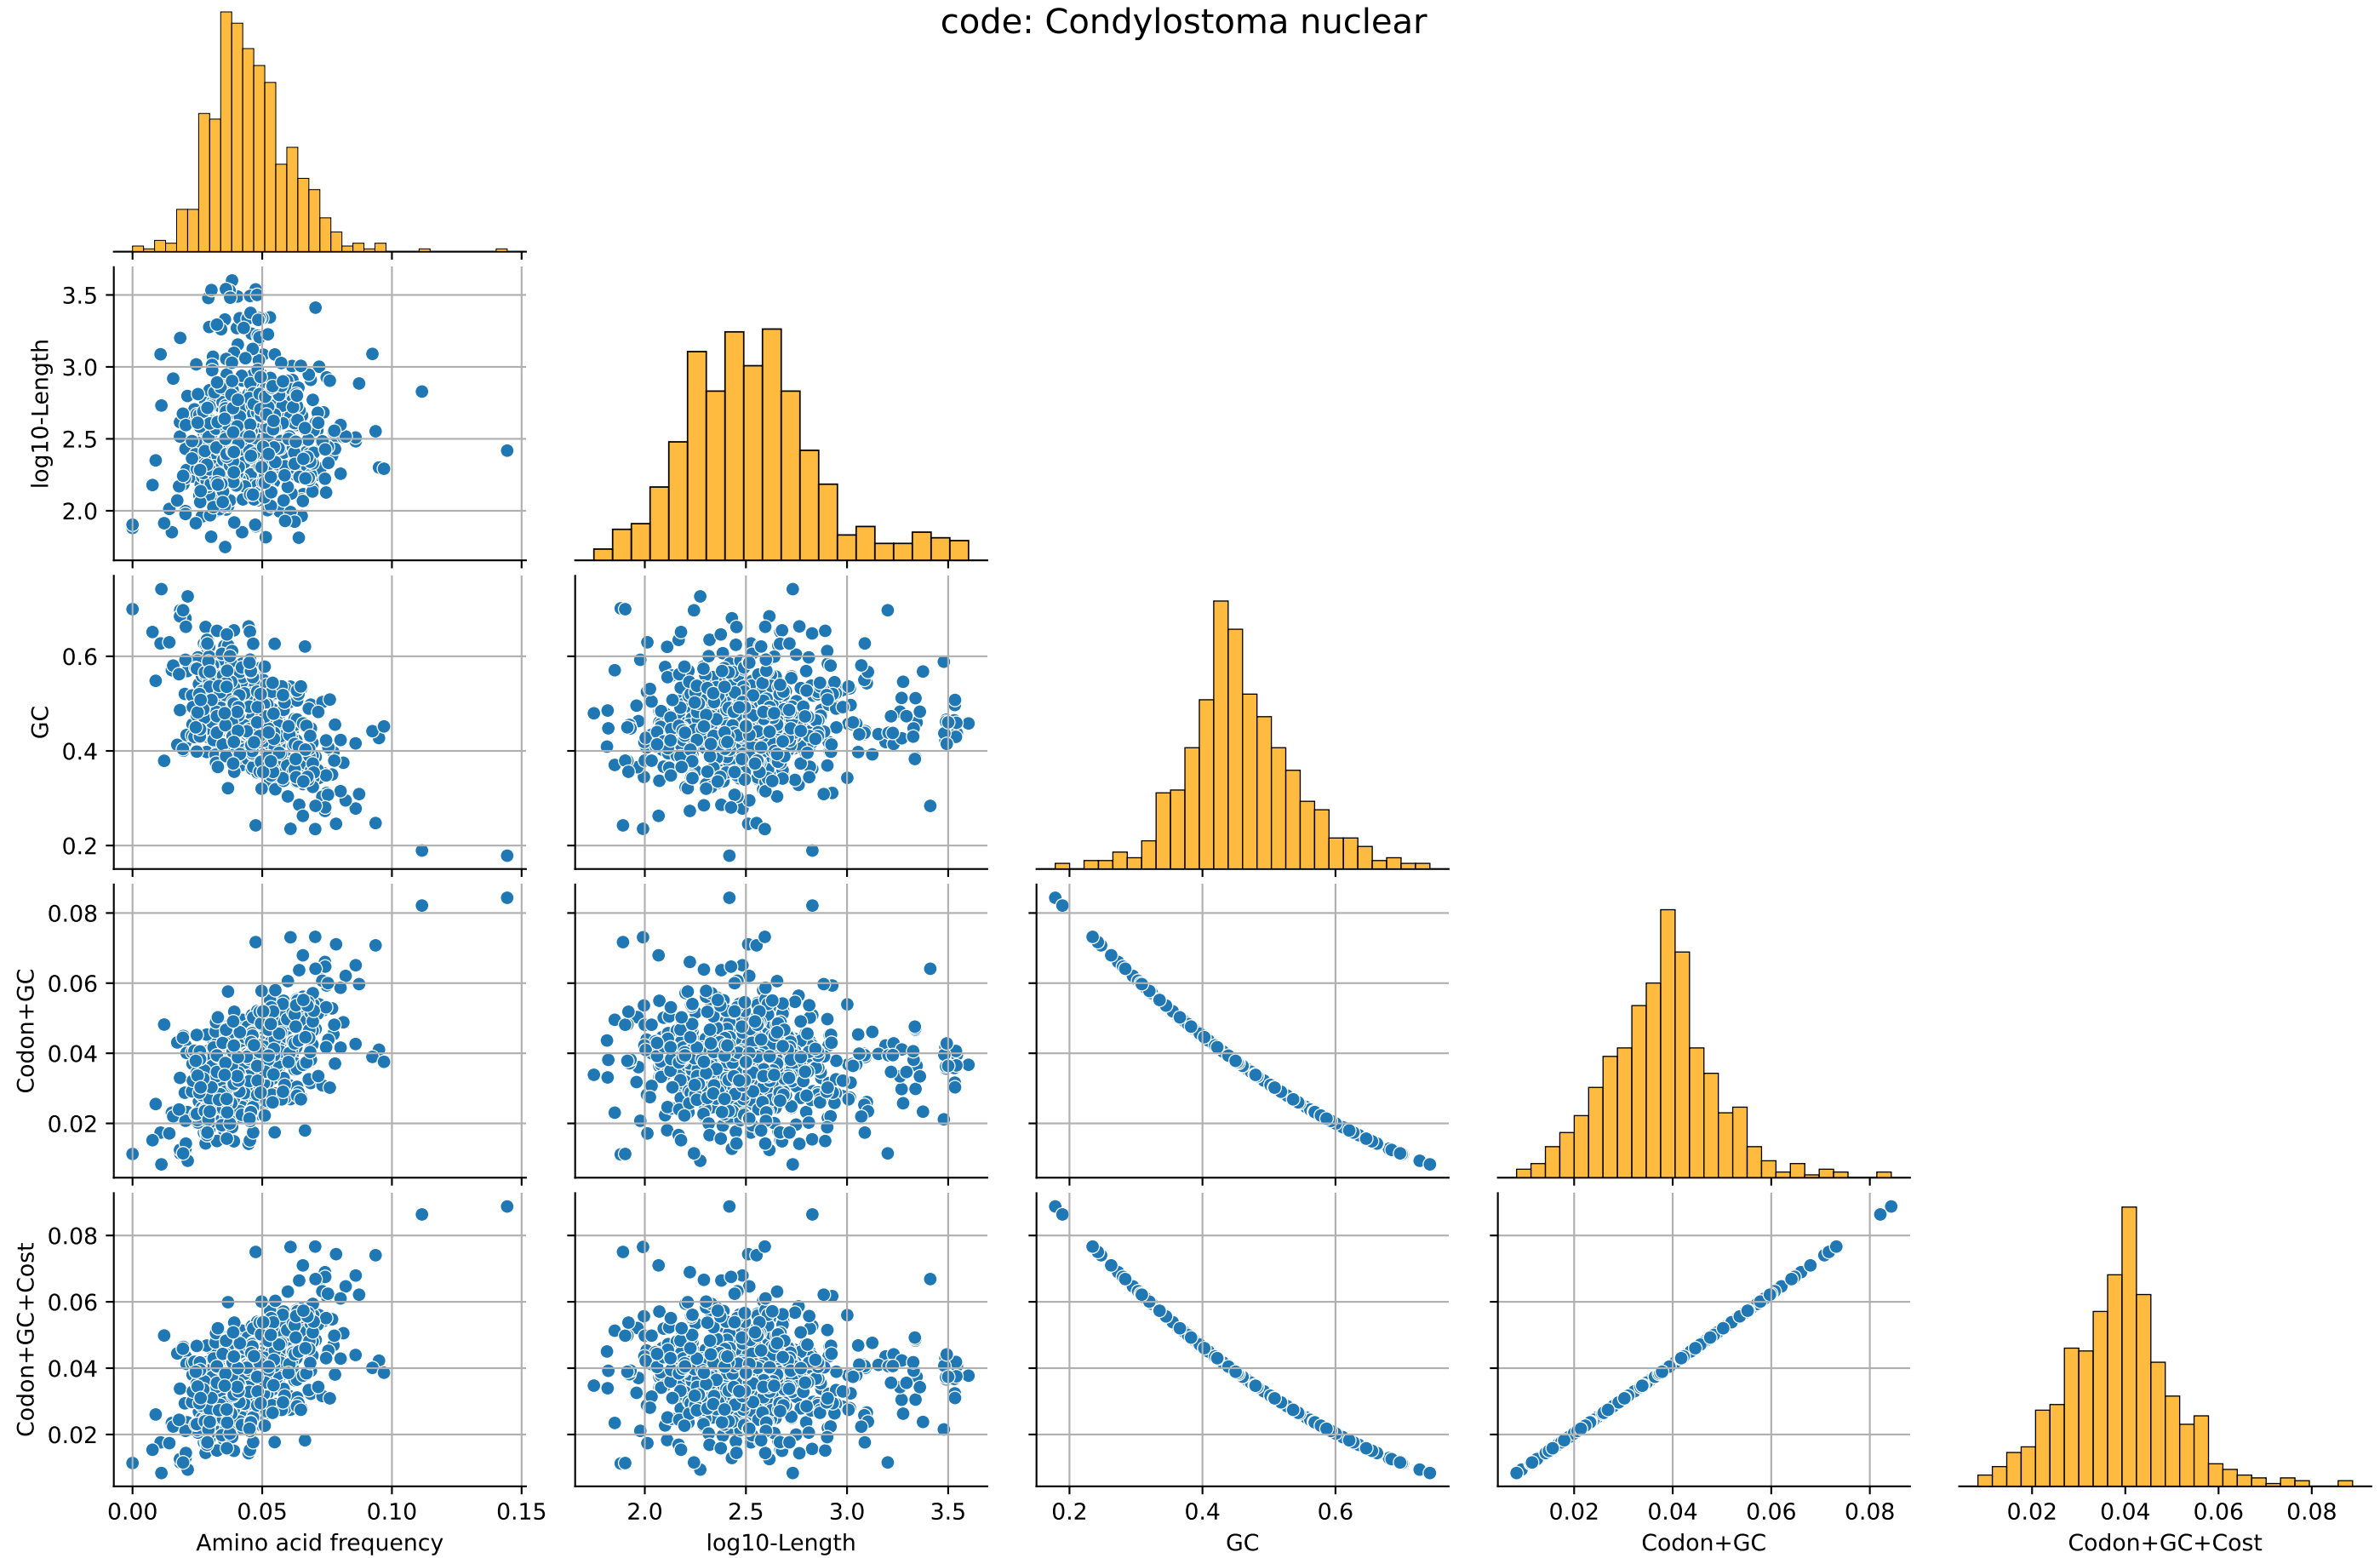 code: Condylostoma nuclear
3.5
3.0
2.5
2.0
log10-Length
0.6
0.4
0.2
GC
0.08
0.06
0.04
0.02
Codon+GC
0.08
0.06
0.04
0.02
Codon+GC+Cost
0.00 0.05 0.10 0.15
2.0 2.5 3.0 3.5
0.2 0.4 0.6
0.02 0.04 0.06 0.08
0.02 0.04 0.06 0.08
Amino acid frequency
log10-Length
GC
Codon+GC
Codon+GC+Cost